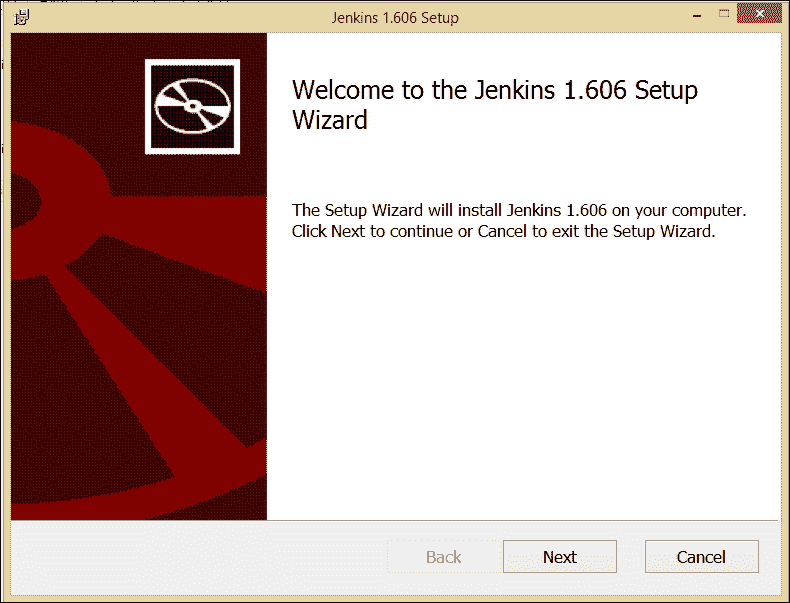 Jenkins 1.606 Setup
Welcome to the Jenkins 1.606 Setup
Wizard
The Setup Wizard will install Jenkins 1.606 on your computer.
Click Next to continue or Cancel to exit the Setup Wizard.
Back
Next
Cancel